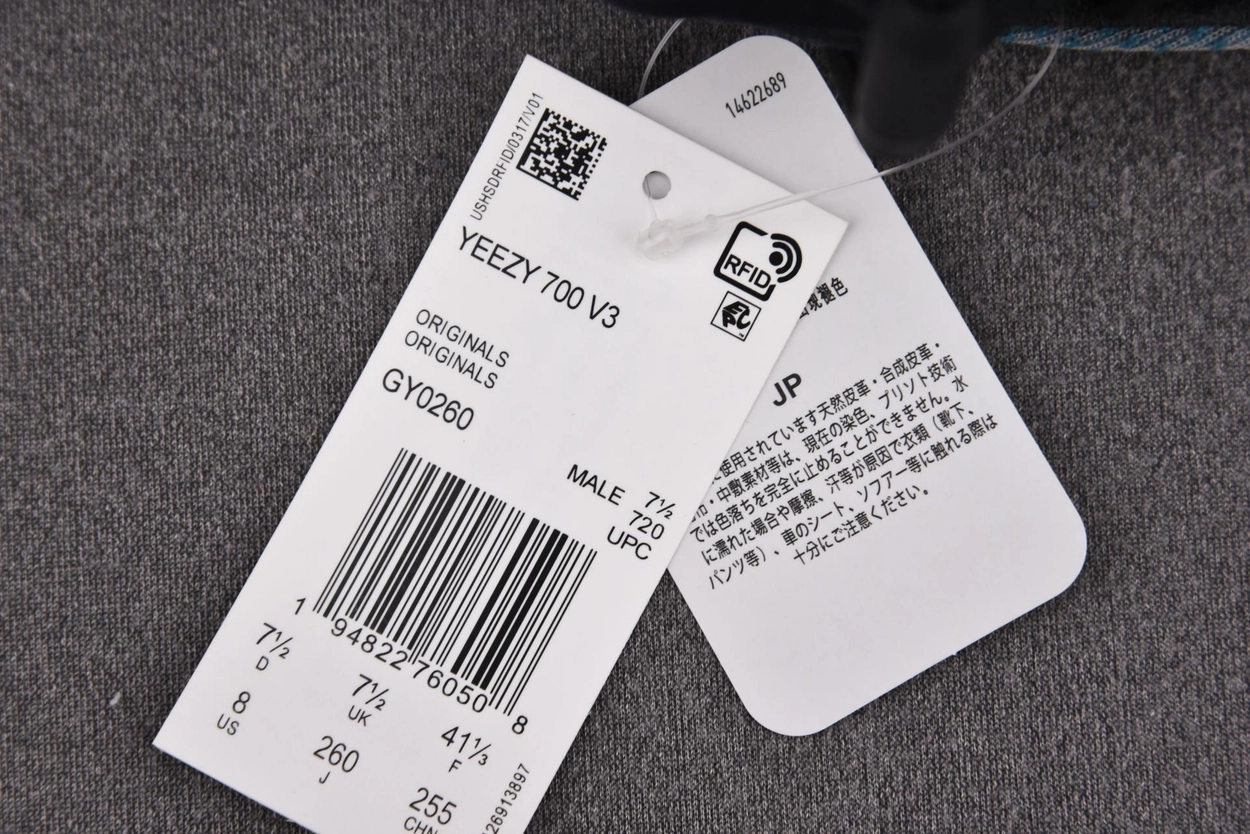 USHSDRFID/0317/V01
RFID
YEEZY 700 V3
ORIGINALS
ORIGINALS
GY0260
MALE 7½
720
UPC
1 94822 76050 8
7½
D
7½
UK
41⅓
F
8
US
260
J
255
CHN
26913897
14622689
現褪色
JP
使用されています天然皮革・合成皮革・
・中敷素材等は、現在の染色、プリント技術
では色落ちを完全に止めることができません。水
に濡れた場合や摩擦、汗等が原因で衣類（靴下、
パンツ等）、車のシート、ソファー等に触れる際は
十分にご注意ください。